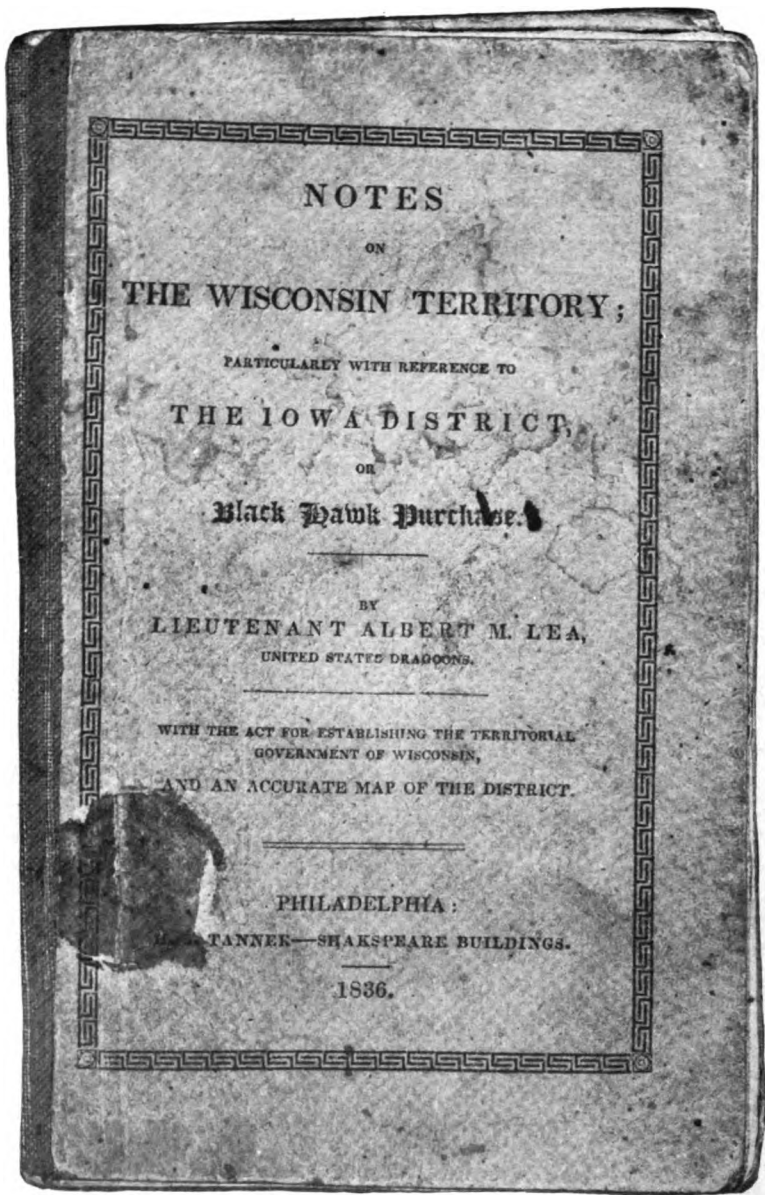 NOTES
ON
THE WISCONSIN TERRITORY;
PARTICULARLY WITH REFERENCE TO
THE IOWA DISTRICT,
OR
Black Hawk Purchase.
BY
LIEUTENANT ALBERT M. LEA,
UNITED STATES DRAGOONS.
WITH THE ACT FOR ESTABLISHING THE TERRITORIAL
GOVERNMENT OF WISCONSIN,
AND AN ACCURATE MAP OF THE DISTRICT.
PHILADELPHIA:
TANNER—SHAKSPEARE BUILDINGS.
1836.